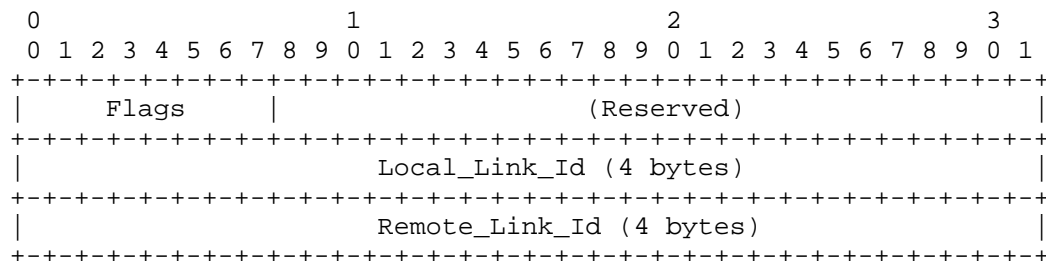 0                   1                   2                   3
 0 1 2 3 4 5 6 7 8 9 0 1 2 3 4 5 6 7 8 9 0 1 2 3 4 5 6 7 8 9 0 1
+-+-+-+-+-+-+-+-+-+-+-+-+-+-+-+-+-+-+-+-+-+-+-+-+-+-+-+-+-+-+-+-+
|     Flags     |                   (Reserved)                  |
+-+-+-+-+-+-+-+-+-+-+-+-+-+-+-+-+-+-+-+-+-+-+-+-+-+-+-+-+-+-+-+-+
|                      Local_Link_Id (4 bytes)                  |
+-+-+-+-+-+-+-+-+-+-+-+-+-+-+-+-+-+-+-+-+-+-+-+-+-+-+-+-+-+-+-+-+
|                      Remote_Link_Id (4 bytes)                 |
+-+-+-+-+-+-+-+-+-+-+-+-+-+-+-+-+-+-+-+-+-+-+-+-+-+-+-+-+-+-+-+-+